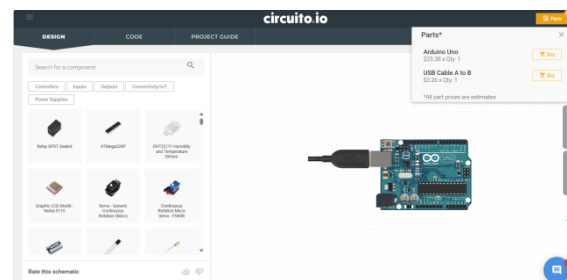 circuito.io
Parts
DESIGN
CODE
PROJECT GUIDE
Parts*
Arduino Uno
$23.38 x Qty: 1
Buy
USB Cable A to B
$3.26 x Qty: 1
Buy
*All part prices are estimates
Search for a component
Controllers
Inputs
Outputs
Connectivity/IoT
Power Supplies
Relay SPDT Sealed
ATMega328P
DHT22/11 Humidity
and Temperature
Sensor
Graphic LCD 84x48 -
Nokia 5110
Servo - Generic
Continuous
Rotation (Micro)
Continuous
Rotation Micro
Servo - FS90R
UNO
Rate this schematic